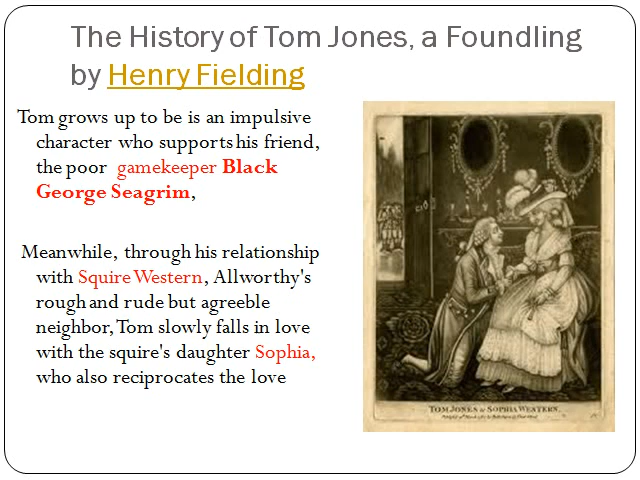 The History of Tom Jones, a Foundling
by Henry Fielding
Tom grows up to be is an impulsive
character who supports his friend,
the poor gamekeeper Black
George Seagrim,
Meanwhile, through his relationship
with Squire Western, Allworthy's
rough and rude but agreeble
neighbor, Tom slowly falls in love
with the squire's daughter Sophia,
who also reciprocates the love
TOM JONES & SOPHIA WESTERN.